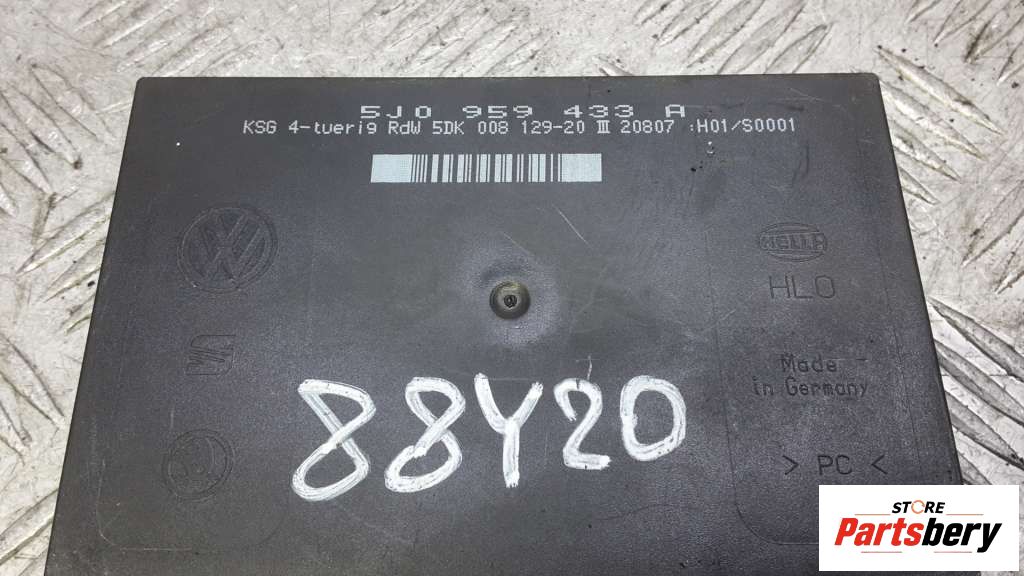 5J0 959 433 A
KSG 4-tuerig RdW 5DK 008 129-20 III 20807 :H01/S0001
HELLA
HLO
Made
in Germany
> PC <
88Y20
STORE
Partsbery